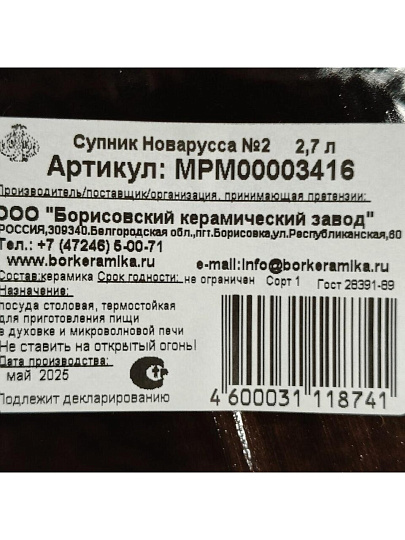 Супник Новарусса №2 2,7 л
Артикул: МРМ00003416
Производитель/поставщик/организация, принимающая претензии:
ООО "Борисовский керамический завод"
РОССИЯ,309340.Белгородская обл.,пгт.Борисовка,ул.Республиканская,60
Тел.: +7 (47246) 5-00-71
www.borkeramika.ru e-mail:info@borkeramika.ru
Состав:керамика Срок годности: не ограничен Сорт 1 Гост 28391-89
Назначение:
посуда столовая, термостойкая
для приготовления пищи
в духовке и микроволновой печи
Не ставить на открытый огонь!
Дата производства:
май 2025
Подлежит декларированию
4 600031 118741